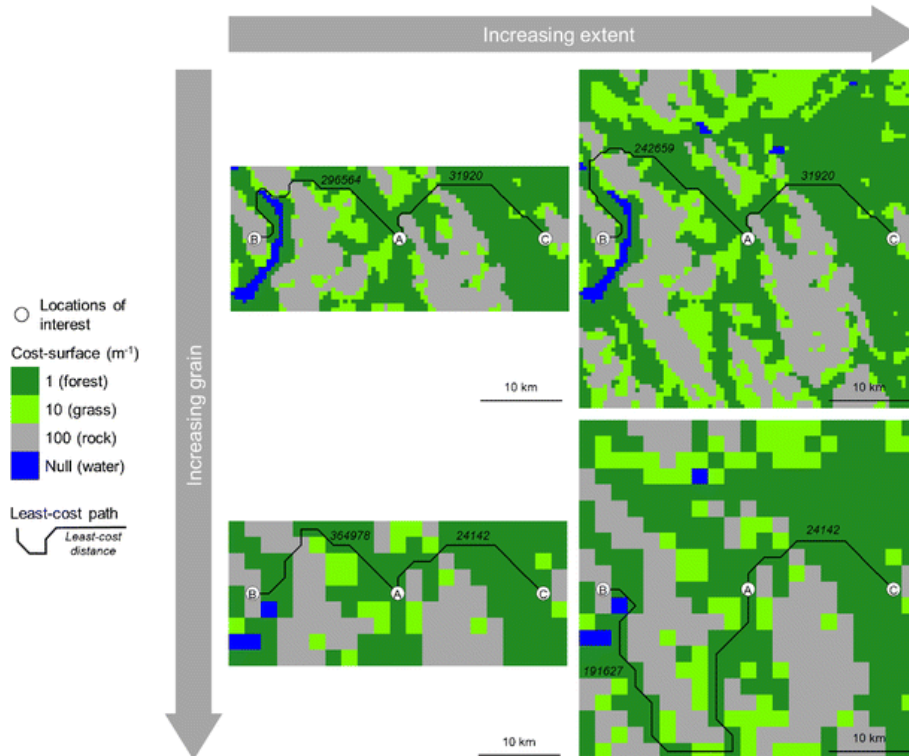 Increasing extent
Increasing grain
Locations of
interest
Cost-surface (m-1)
1 (forest)
10 (grass)
100 (rock)
Null (water)
Least-cost path
Least-cost
distance
296564
31920
B
A
C
10 km
242659
31920
B
A
C
10 km
364978
24142
B
A
C
10 km
24142
B
A
C
191627
10 km